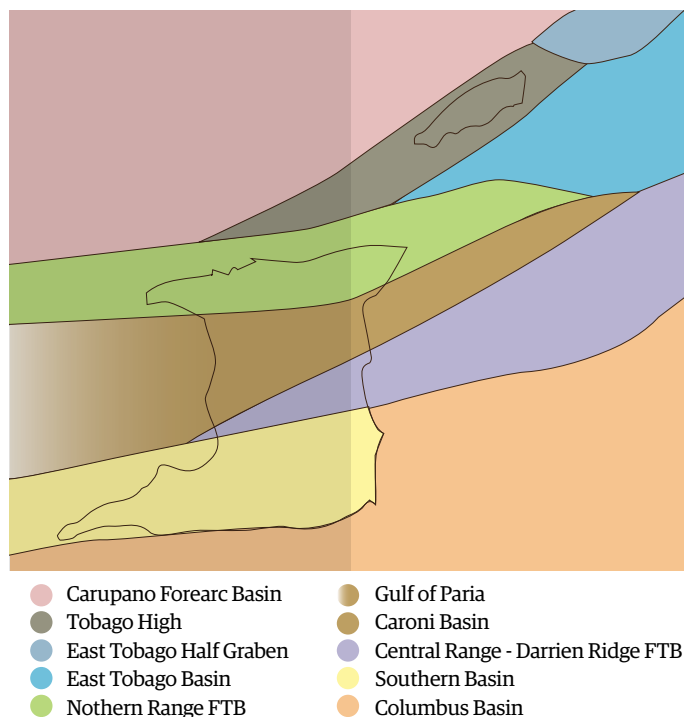 Carupano Forearc Basin
Tobago High
East Tobago Half Graben
East Tobago Basin
Nothern Range FTB
Gulf of Paria
Caroni Basin
Central Range - Darrien Ridge FTB
Southern Basin
Columbus Basin